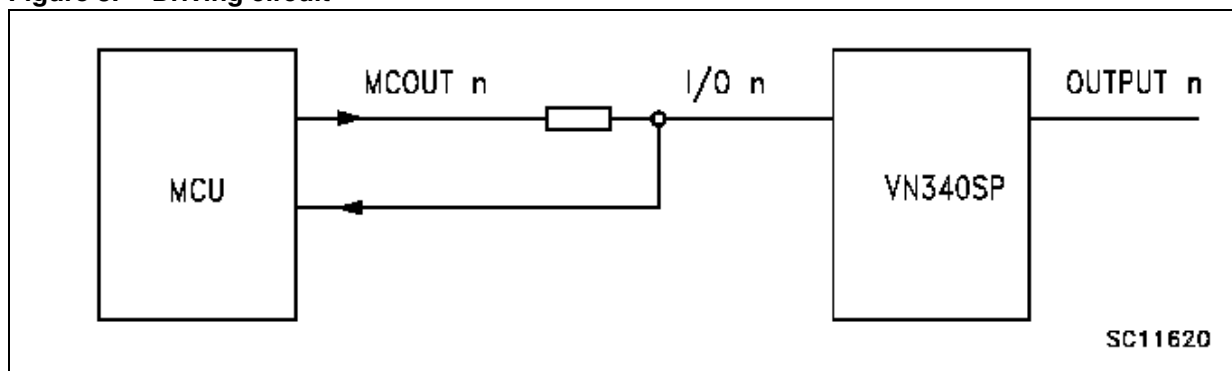 MCOUT n
I/O n
OUTPUT n
MCU
VN340SP
SC11620